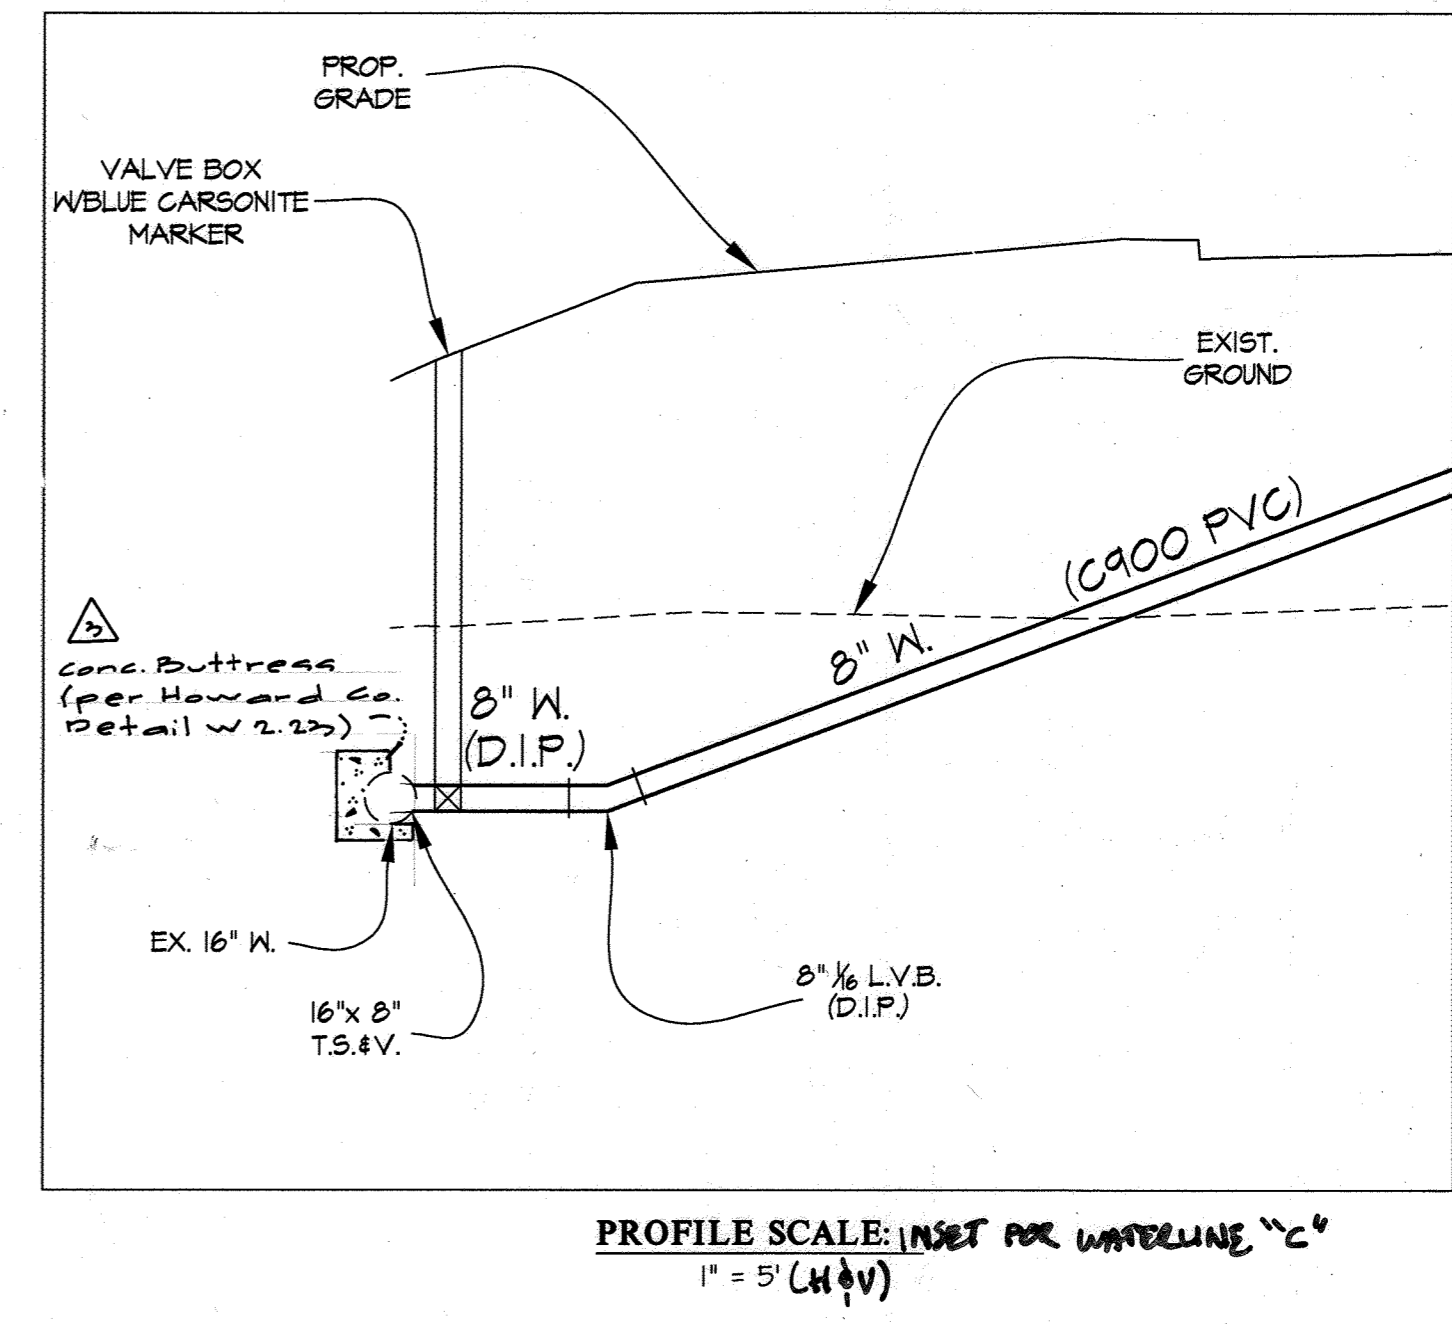 PROP.
GRADE
VALVE BOX
W/BLUE CARSONITE
MARKER
EXIST.
GROUND
(C900 PVC)
8" W.
3
Conc. Buttress
(per Howard Co.
Detail W 2.23)
8" W.
(D.I.P.)
EX. 16" W.
16"x 8"
T.S.&V.
8" 1/16 L.V.B.
(D.I.P.)
PROFILE SCALE: INSET FOR WATERLINE "C"
1" = 5' (H&V)